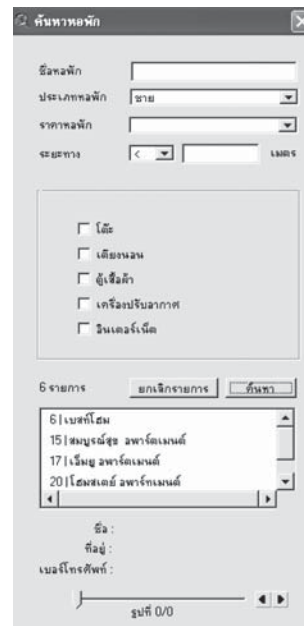 ค้นหาหอพัก
ชื่อหอพัก
ประเภทหอพัก ชาย
ราคาหอพัก
ระยะทาง < เมตร
โต๊ะ
เตียงนอน
ตู้เสื้อผ้า
เครื่องปรับอากาศ
อินเตอร์เน็ต
6 รายการ ยกเลิกรายการ ค้นหา
6|เบสท์โฮม
15|สมบูรณ์สุข อพาร์ตเมนต์
17|เอ็มยู อพาร์ตเมนต์
20|โฮมสเตย์ อพาร์ทเมนต์
ชื่อ :
ที่อยู่ :
เบอร์โทรศัพท์ :
รูปที่ 0/0